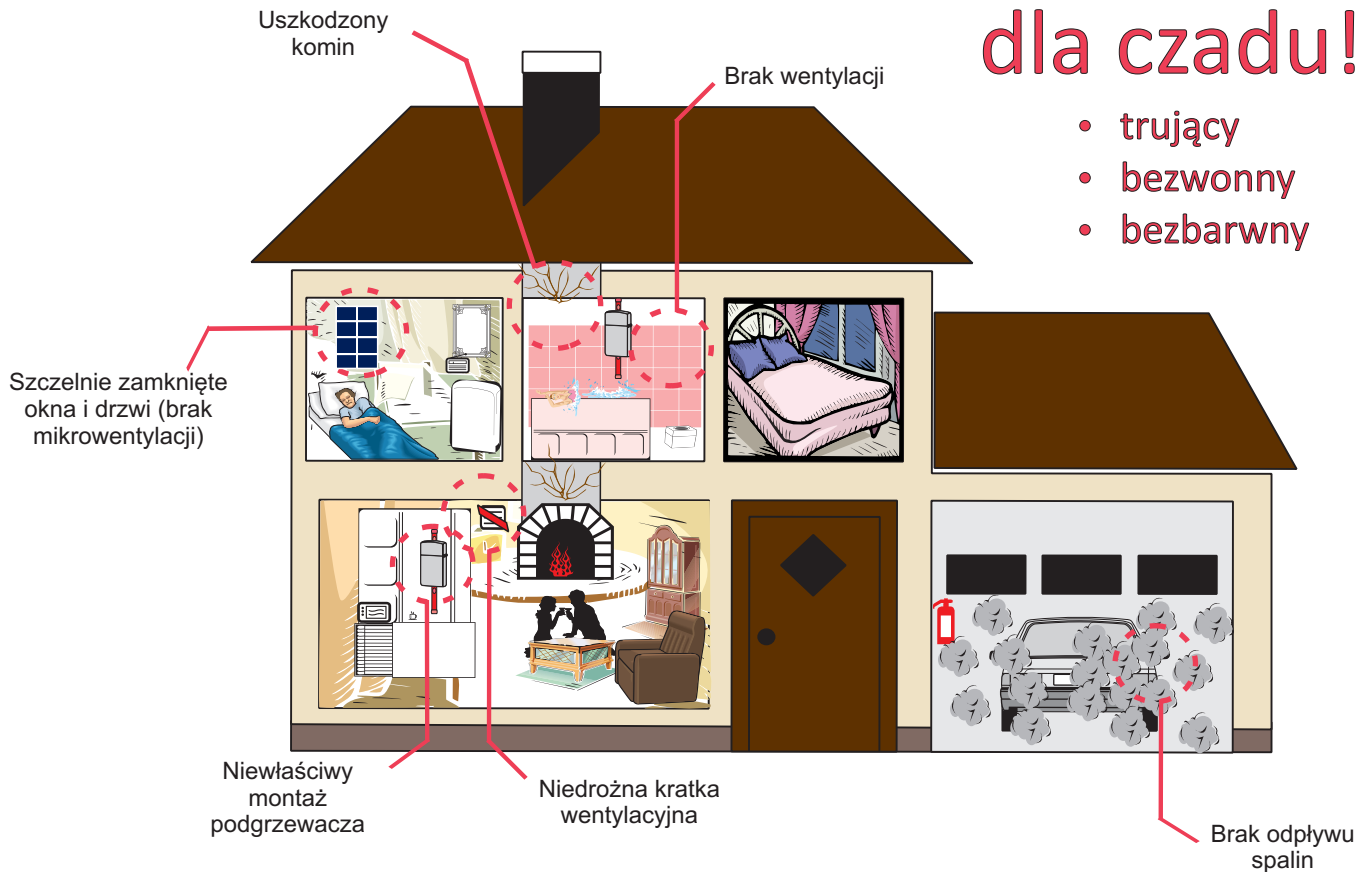 Uszkodzony
komin
Brak wentylacji
dla czadu!
• trujący
• bezwonny
• bezbarwny
Szczelnie zamknięte
okna i drzwi (brak
mikrowentylacji)
Niewłaściwy
montaż
podgrzewacza
Niedrożna kratka
wentylacyjna
Brak odpływu
spalin